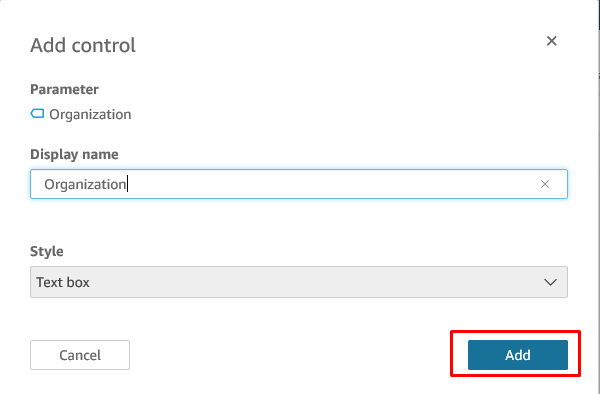 Add control
Parameter
Organization
Display name
Organization
Style
Text box
Cancel
Add